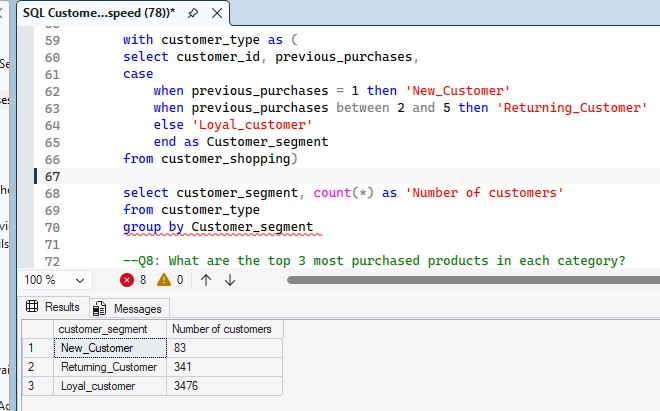 SQL Custome...speed (78))*
59 with customer_type as (
60 select customer_id, previous_purchases,
61 case
62 when previous_purchases = 1 then 'New_Customer'
63 when previous_purchases between 2 and 5 then 'Returning_Customer'
64 else 'Loyal_customer'
65 end as Customer_segment
66 from customer_shopping)
67
68 select customer_segment, count(*) as 'Number of customers'
69 from customer_type
70 group by Customer_segment
71
72 --Q8: What are the top 3 most purchased products in each category?
100 % 8 0
Results Messages
customer_segment Number of customers
1 New_Customer 83
2 Returning_Customer 341
3 Loyal_customer 3476